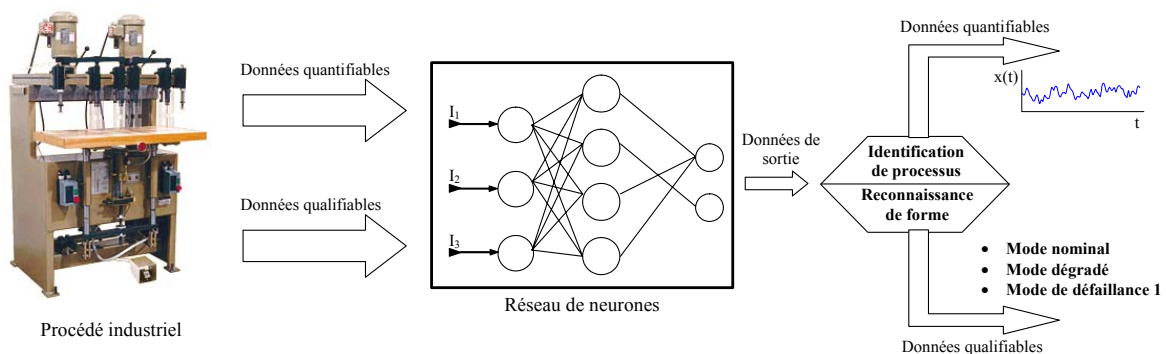 Données quantifiables
Données qualifiables
Procédé industriel
I1
I2
I3
Réseau de neurones
Données de
sortie
Identification
de processus
Reconnaissance
de forme
Données quantifiables
x(t)
t
• Mode nominal
• Mode dégradé
• Mode de défaillance 1
Données qualifiables